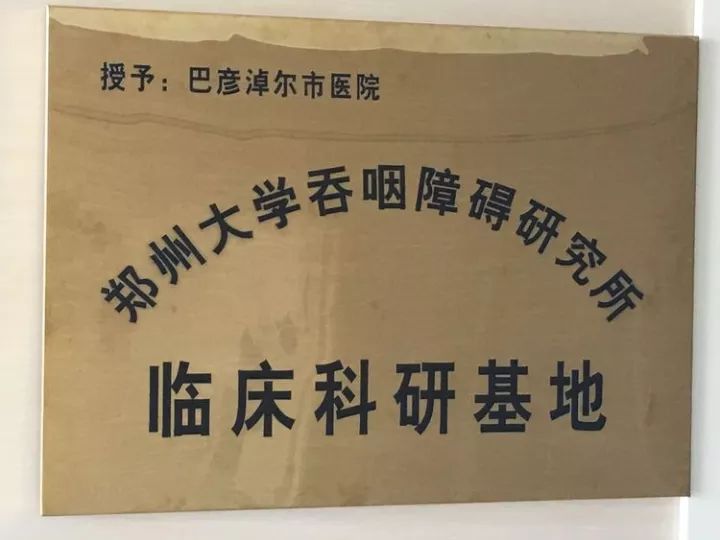 授予：巴彦淖尔市医院
郑州大学吞咽障碍研究所
临床科研基地